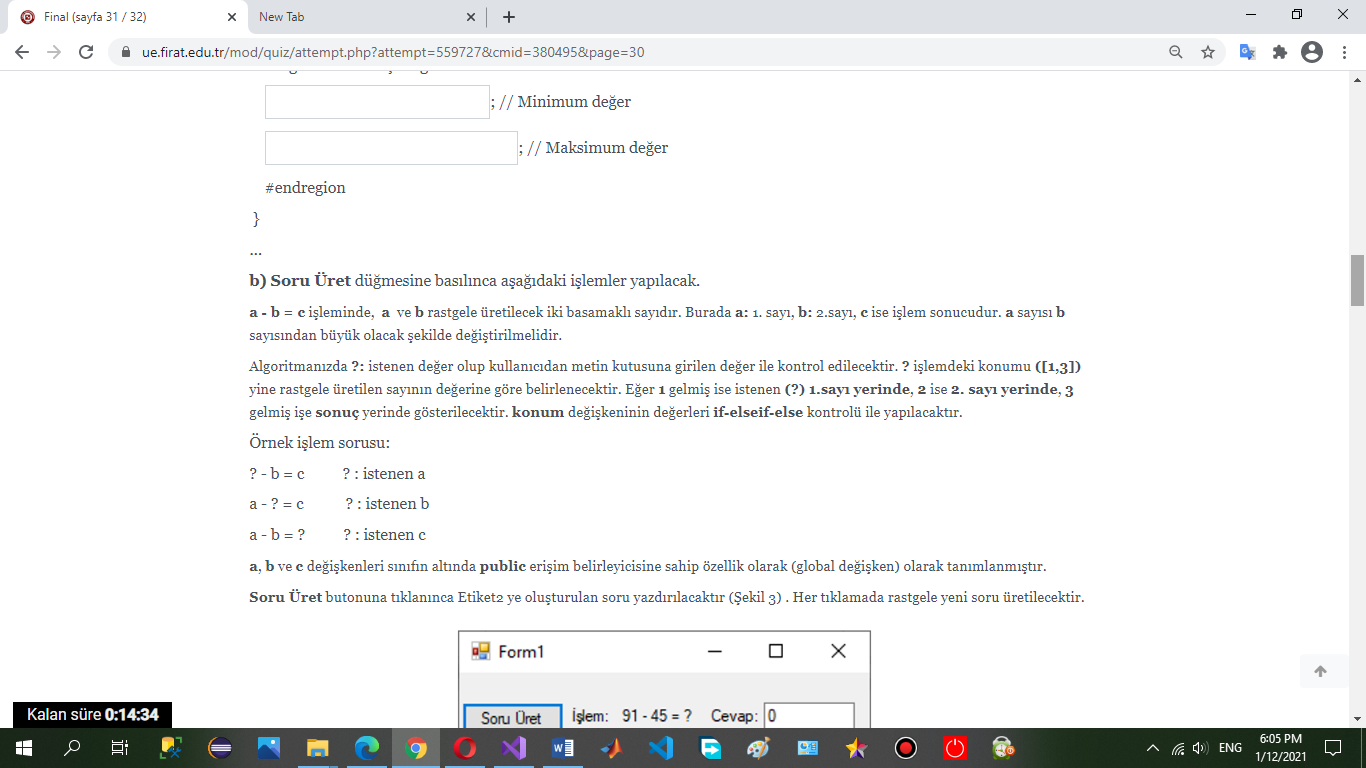 Final (sayfa 31 / 32)
New Tab
ue.firat.edu.tr/mod/quiz/attempt.php?attempt=559727&cmid=380495&page=30
; // Minimum değer
; // Maksimum değer
#endregion
}
...
b) Soru Üret düğmesine basılınca aşağıdaki işlemler yapılacak.
a - b = c işleminde, a ve b rastgele üretilecek iki basamaklı sayıdır. Burada a: 1. sayı, b: 2.sayı, c ise işlem sonucudur. a sayısı b
sayısından büyük olacak şekilde değiştirilmelidir.
Algoritmanızda ?: istenen değer olup kullanıcıdan metin kutusuna girilen değer ile kontrol edilecektir. ? işlemdeki konumu ([1,3])
yine rastgele üretilen sayının değerine göre belirlenecektir. Eğer 1 gelmiş ise istenen (?) 1.sayı yerinde, 2 ise 2. sayı yerinde, 3
gelmiş işe sonuç yerinde gösterilecektir. konum değişkeninin değerleri if-elseif-else kontrolü ile yapılacaktır.
Örnek işlem sorusu:
? - b = c ? : istenen a
a - ? = c ? : istenen b
a - b = ? ? : istenen c
a, b ve c değişkenleri sınıfın altında public erişim belirleyicisine sahip özellik olarak (global değişken) olarak tanımlanmıştır.
Soru Üret butonuna tıklanınca Etiket2 ye oluşturulan soru yazdırılacaktır (Şekil 3) . Her tıklamada rastgele yeni soru üretilecektir.
Form1
Soru Üret İşlem: 91 - 45 = ? Cevap: 0
Kalan süre 0:14:34
ENG
6:05 PM
1/12/2021